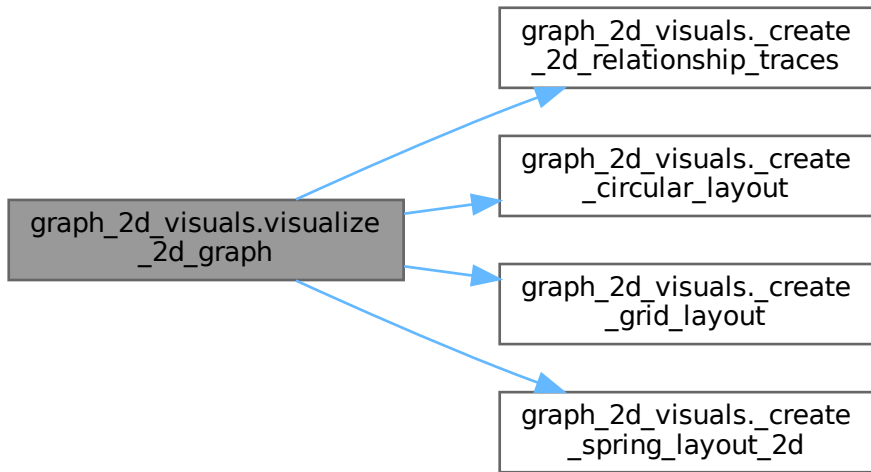 graph_2d_visuals.visualize
_2d_graph
graph_2d_visuals._create
_2d_relationship_traces
graph_2d_visuals._create
_circular_layout
graph_2d_visuals._create
_grid_layout
graph_2d_visuals._create
_spring_layout_2d